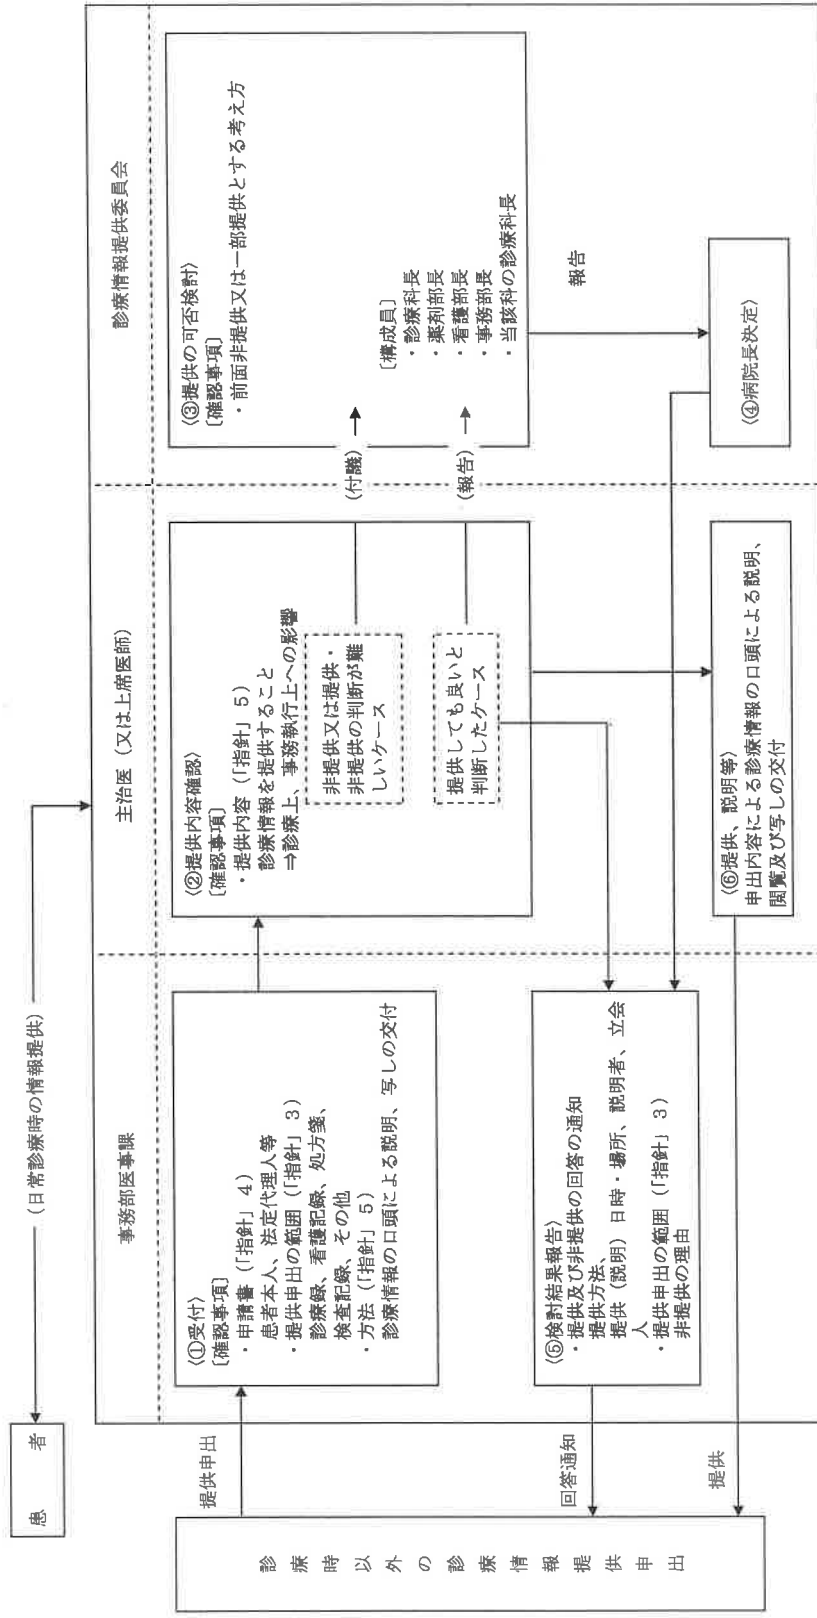 患者
(日常診療時の情報提供)
事務部医事課
主治医(又は上席医師)
診療情報提供委員会
診療時以外の診療情報提供申出
提供申出
回答通知
提供
〈①受付〉
[確認事項]
・申請書(「指針」4)
患者本人、法定代理人等
・提供申出の範囲(「指針」3)
診療録、看護記録、処方箋、
検査記録、その他
・方法(「指針」5)
診療情報の口頭による説明、写しの交付
〈②提供内容確認〉
[確認事項]
・提供内容(「指針」5)
診療情報を提供すること
⇒診療上、事務執行上への影響
非提供又は提供・
非提供の判断が難
しいケース
提供しても良いと
判断したケース
(付議)
(報告)
〈③提供の可否検討〉
[確認事項]
・前面非提供又は一部提供とする考え方
[構成員]
・診療科長
・薬剤部長
・看護部長
・事務部長
・当該科の診療科長
報告
〈④病院長決定〉
〈⑤検討結果報告〉
・提供及び非提供の回答の通知
提供方法、
提供(説明)日時・場所、説明者、立会
人
・提供申出の範囲(「指針」3)
非提供の理由
〈⑥提供、説明等〉
申出内容による診療情報の口頭による説明、
閲覧及び写しの交付